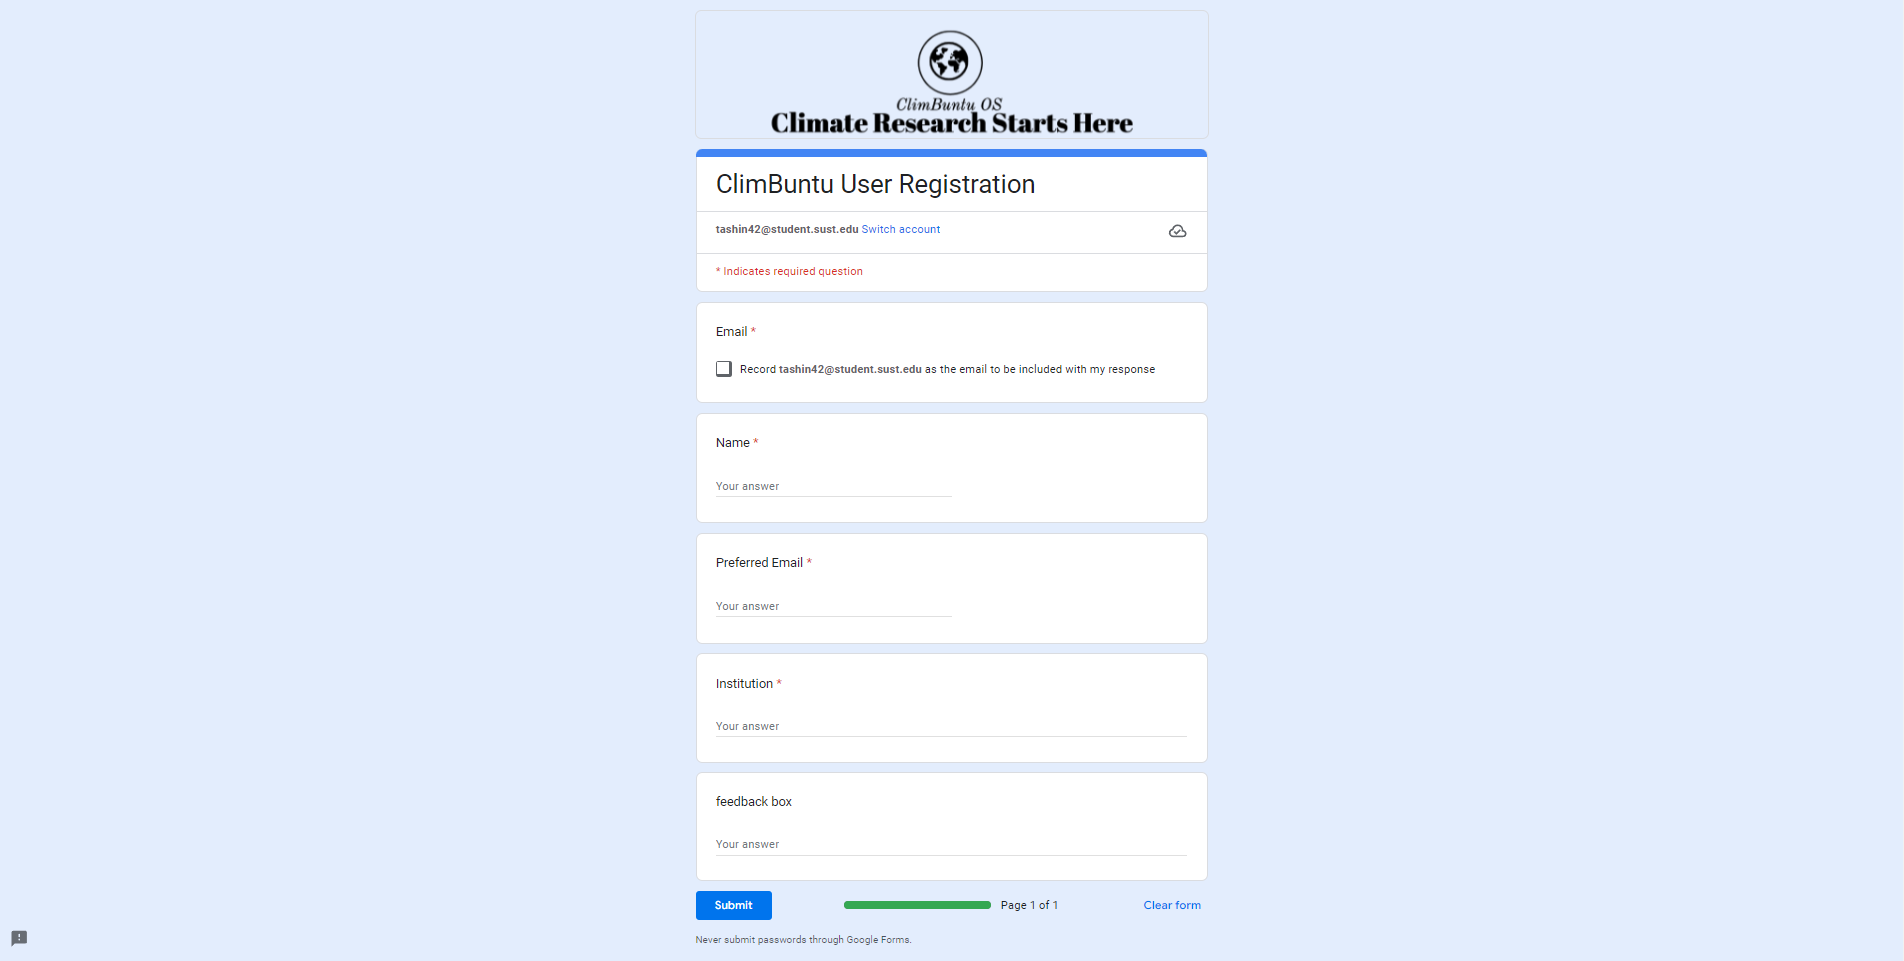 ClimBuntu OS
Climate Research Starts Here
ClimBuntu User Registration
tashin42@student.sust.edu Switch account
* Indicates required question
Email *
Record tashin42@student.sust.edu as the email to be included with my response
Name *
Your answer
Preferred Email *
Your answer
Institution *
Your answer
feedback box
Your answer
Submit
Page 1 of 1
Clear form
Never submit passwords through Google Forms.